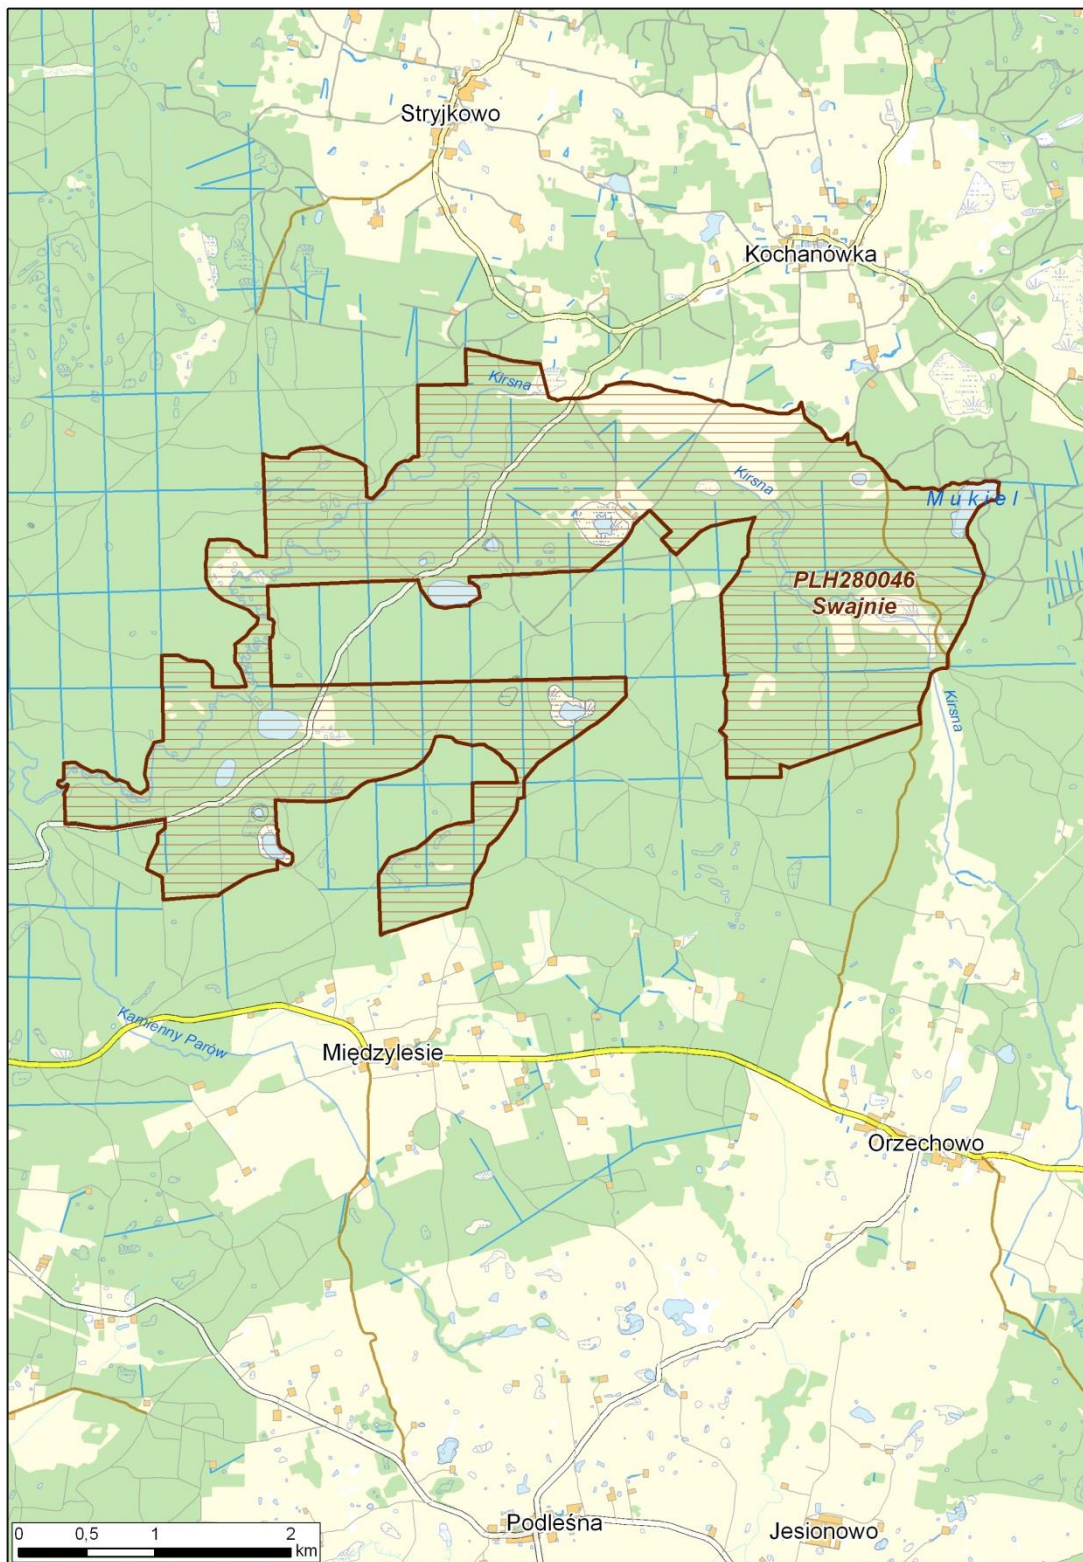 Stryjkowo
Kochanówka
Kirsna
Kirsna
Mukiel
PLH280046
Swajnie
Kirsna
Kamienny Parów
Międzylesie
Orzechowo
Podleśna
Jesionowo
0 0,5 1 2
km